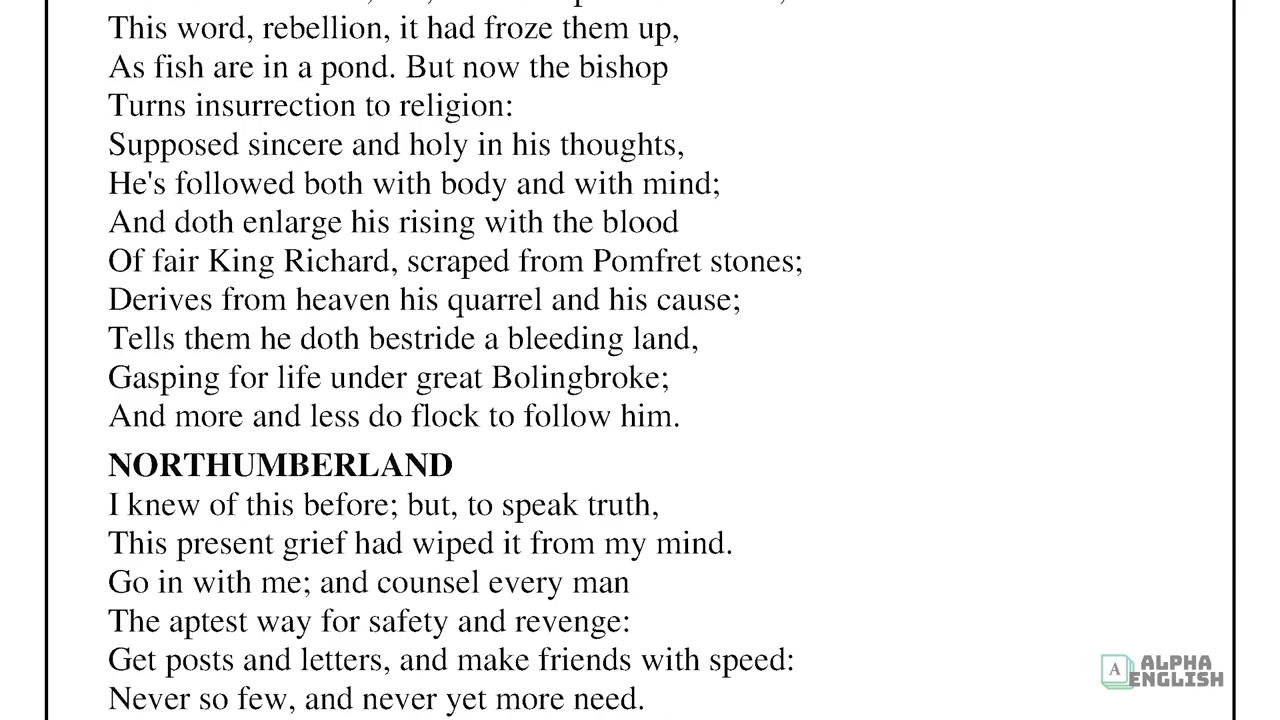 This word, rebellion, it had froze them up,
As fish are in a pond. But now the bishop
Turns insurrection to religion:
Supposed sincere and holy in his thoughts,
He's followed both with body and with mind;
And doth enlarge his rising with the blood
Of fair King Richard, scraped from Pomfret stones;
Derives from heaven his quarrel and his cause;
Tells them he doth bestride a bleeding land,
Gasping for life under great Bolingbroke;
And more and less do flock to follow him.
NORTHUMBERLAND
I knew of this before; but, to speak truth,
This present grief had wiped it from my mind.
Go in with me; and counsel every man
The aptest way for safety and revenge:
Get posts and letters, and make friends with speed:
Never so few, and never yet more need.
A ALPHA
ENGLISH